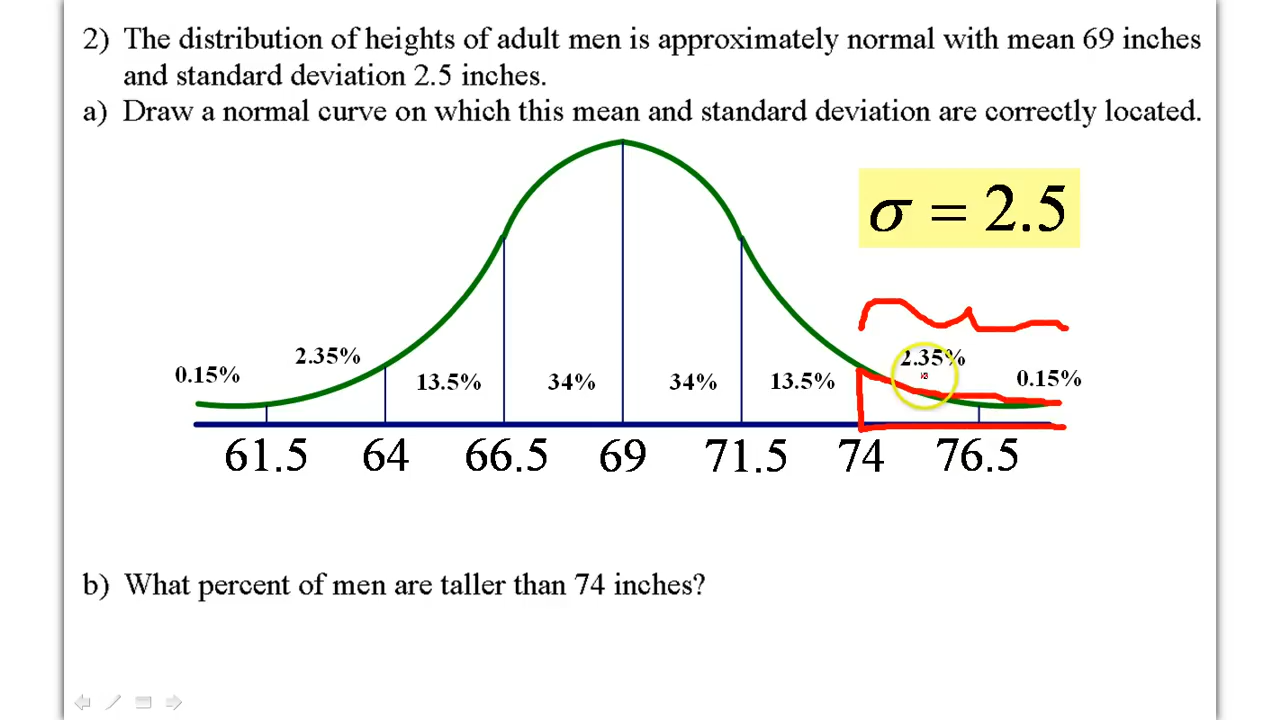 2) The distribution of heights of adult men is approximately normal with mean 69 inches
and standard deviation 2.5 inches.
a) Draw a normal curve on which this mean and standard deviation are correctly located.
σ = 2.5
0.15% 2.35% 13.5% 34% 34% 13.5% 2.35% 0.15%
61.5 64 66.5 69 71.5 74 76.5
b) What percent of men are taller than 74 inches?